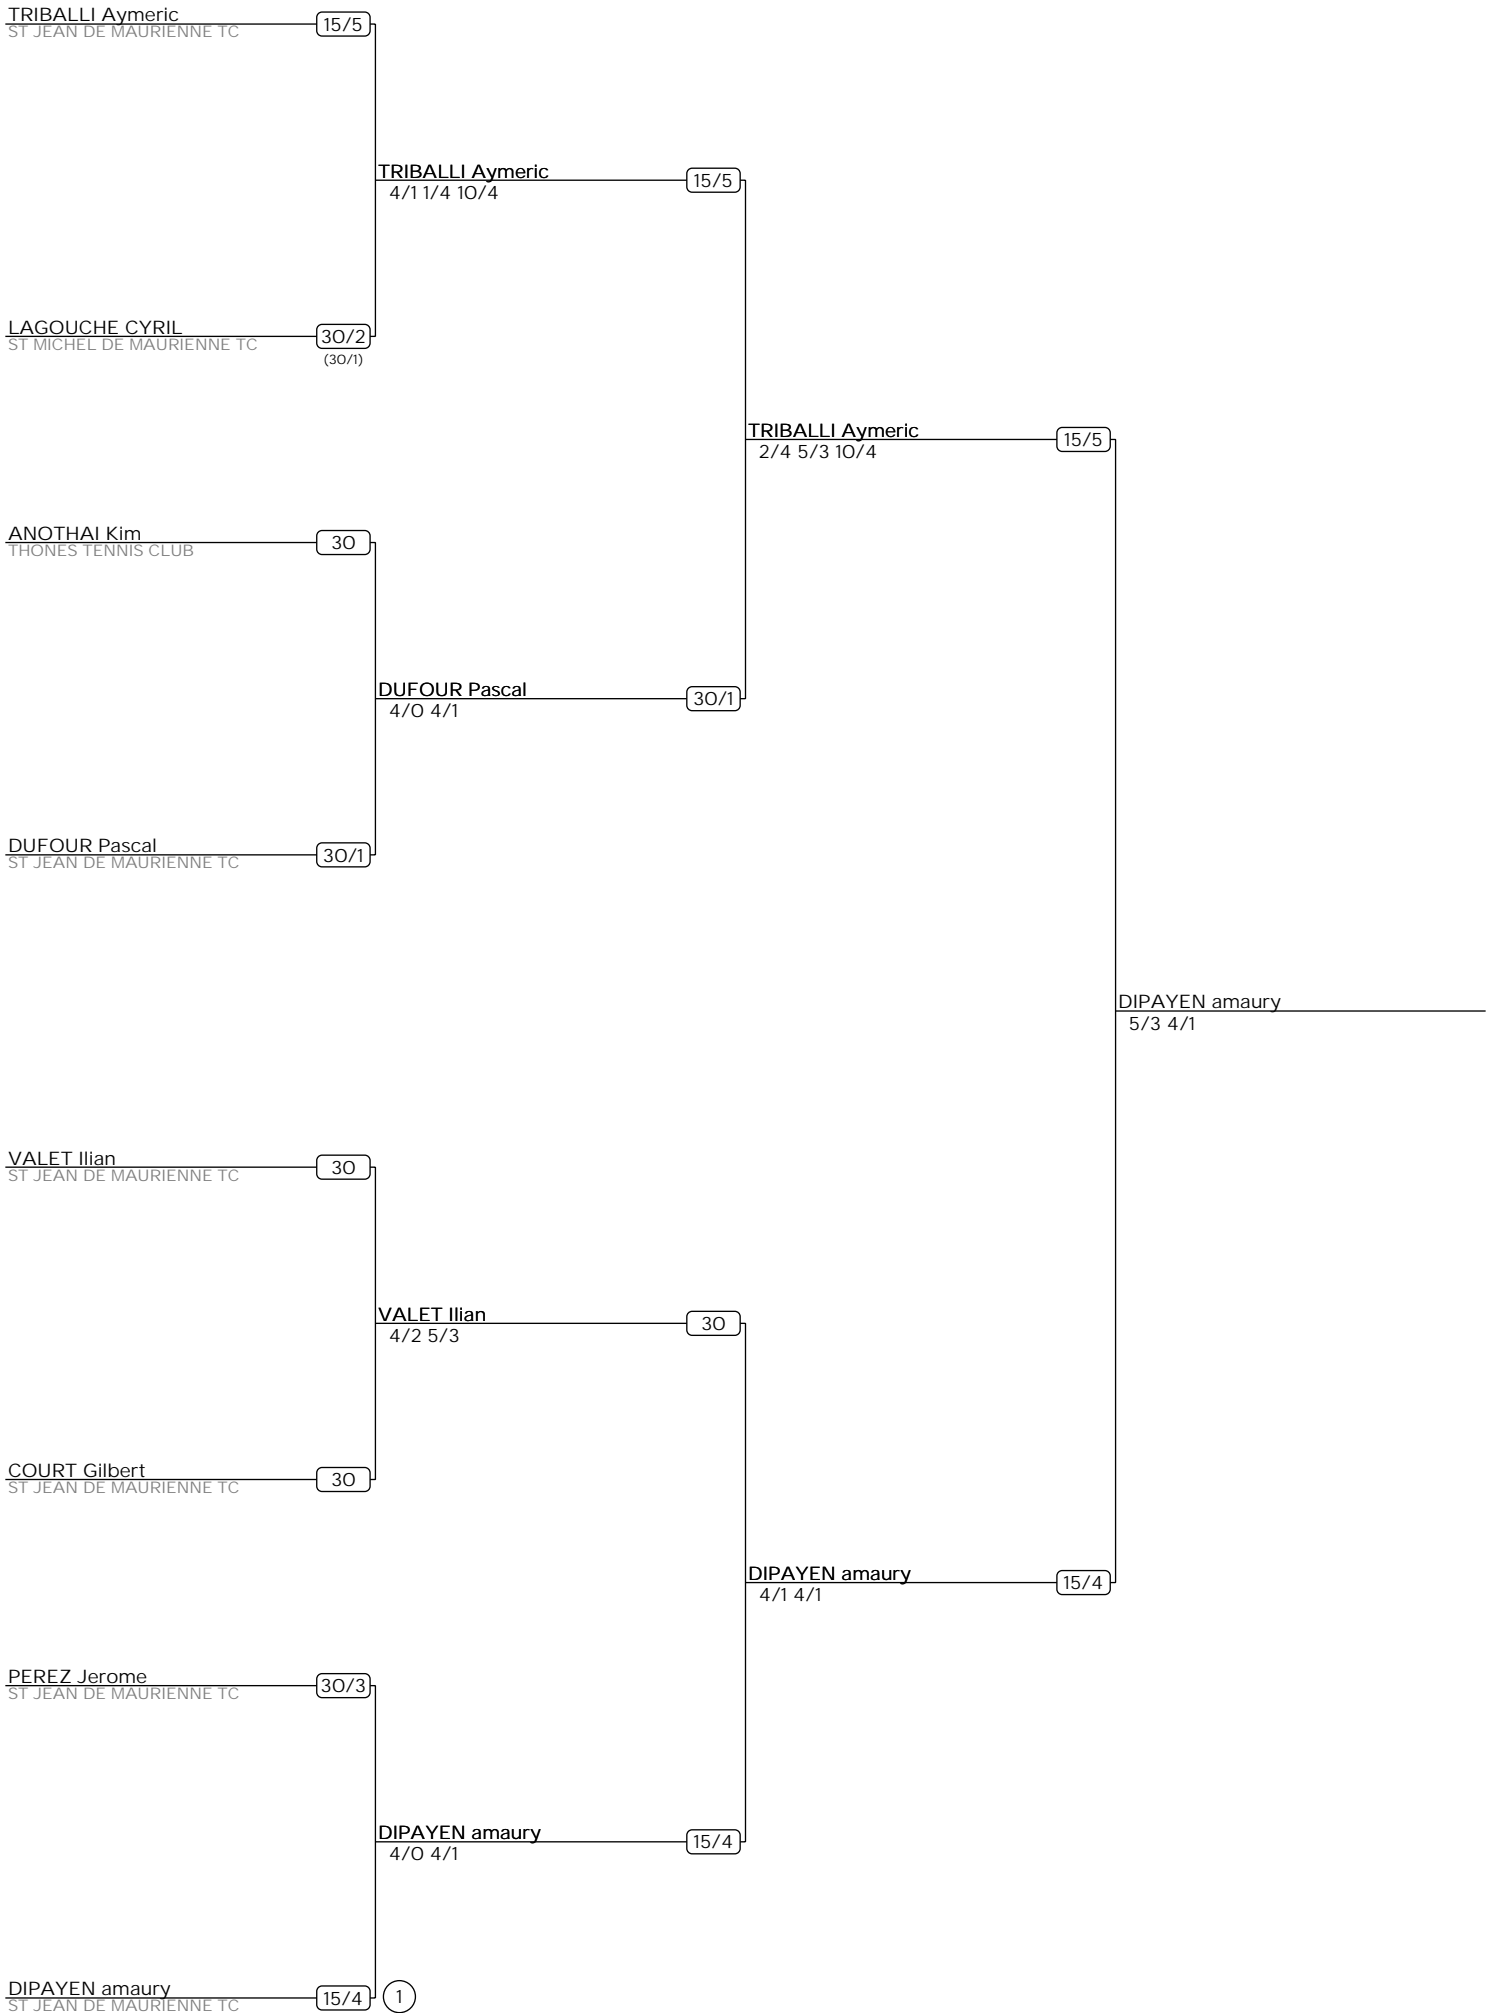 TRIBALLI Aymeric
ST JEAN DE MAURIENNE TC
15/5
TRIBALLI Aymeric
4/1 1/4 10/4
15/5
LAGOUCHE CYRIL
ST MICHEL DE MAURIENNE TC
30/2
(30/1)
TRIBALLI Aymeric
2/4 5/3 10/4
15/5
ANOTHAI Kim
THONES TENNIS CLUB
30
DUFOUR Pascal
4/0 4/1
30/1
DUFOUR Pascal
ST JEAN DE MAURIENNE TC
30/1
DIPAYEN amaury
5/3 4/1
VALET Ilian
ST JEAN DE MAURIENNE TC
30
VALET Ilian
4/2 5/3
30
COURT Gilbert
ST JEAN DE MAURIENNE TC
30
DIPAYEN amaury
4/1 4/1
15/4
PEREZ Jerome
ST JEAN DE MAURIENNE TC
30/3
DIPAYEN amaury
4/0 4/1
15/4
DIPAYEN amaury
ST JEAN DE MAURIENNE TC
15/4
1